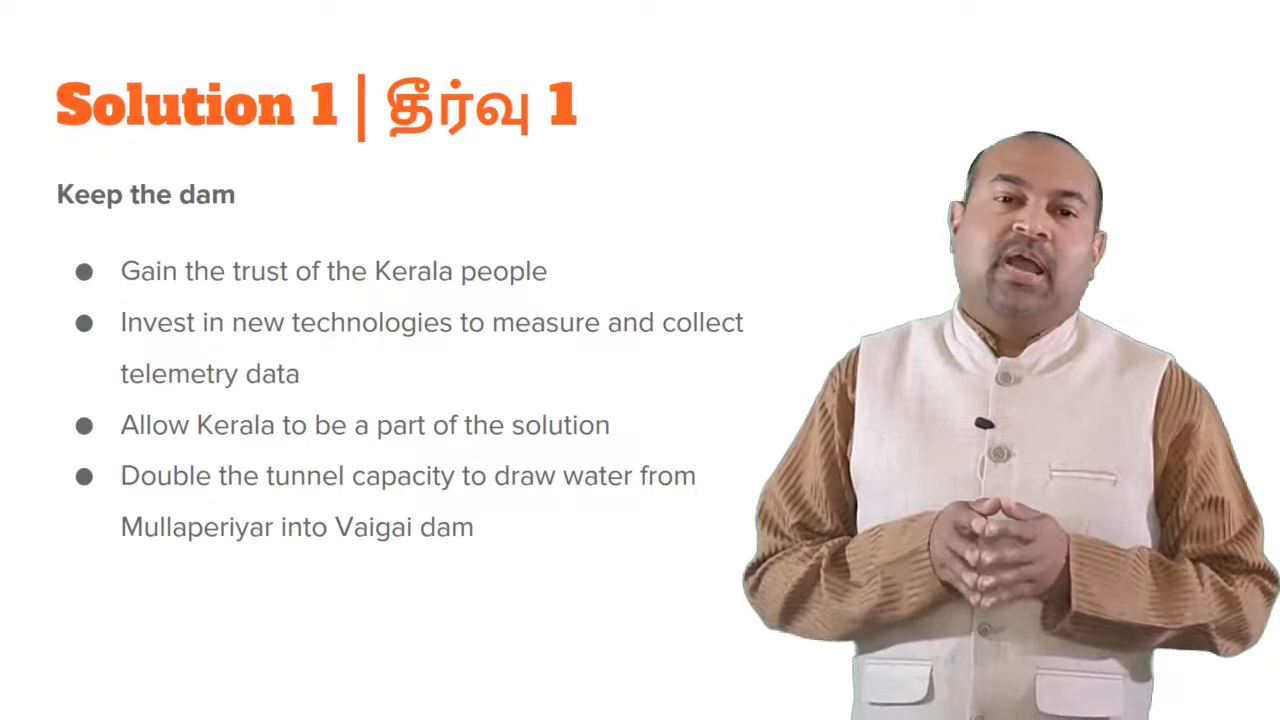 Solution 1 | தீர்வு 1
Keep the dam
● Gain the trust of the Kerala people
● Invest in new technologies to measure and collect
telemetry data
● Allow Kerala to be a part of the solution
● Double the tunnel capacity to draw water from
Mullaperiyar into Vaigai dam